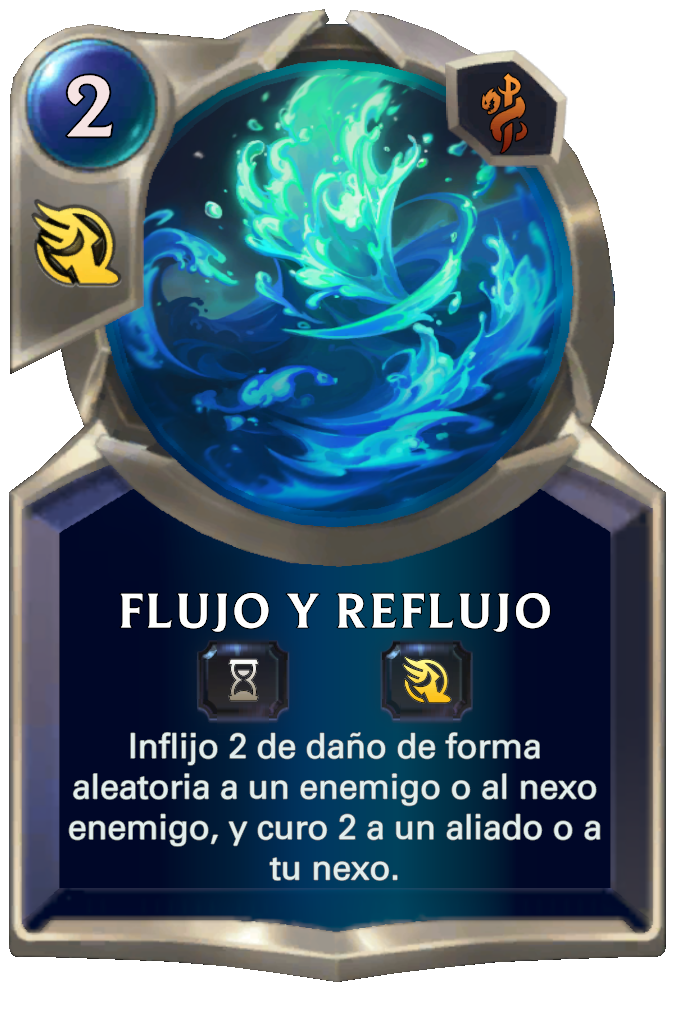 2
FLUJO Y REFLUJO
Inflijo 2 de daño de forma
aleatoria a un enemigo o al nexo
enemigo, y curo 2 a un aliado o a
tu nexo.